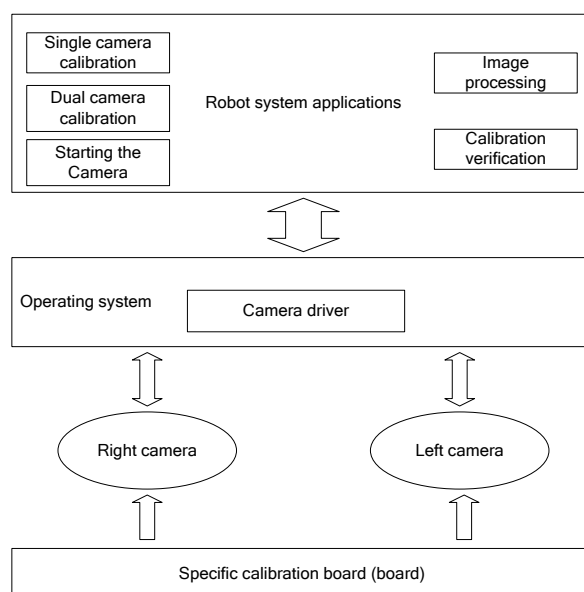 Single camera
calibration
Dual camera
calibration
Starting the
Camera
Robot system applications
Image
processing
Calibration
verification
Operating system
Camera driver
Right camera
Left camera
Specific calibration board (board)